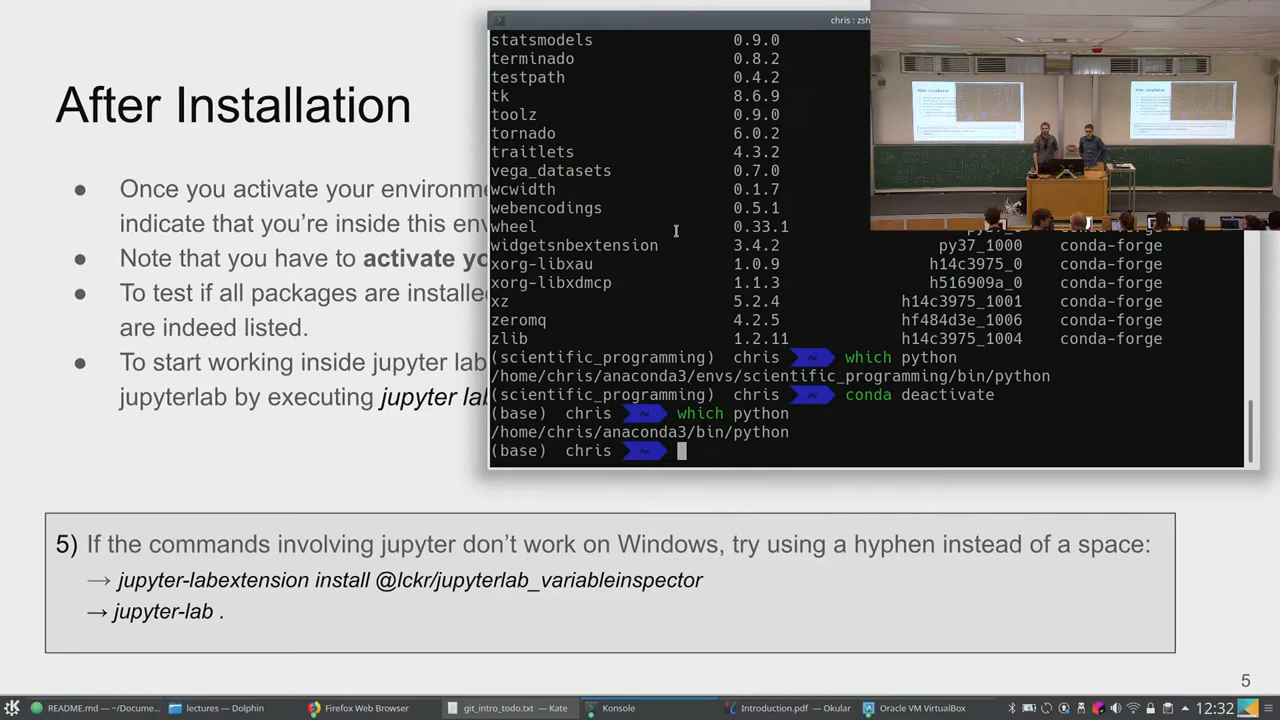 After Installation
● Once you activate your environme
indicate that you're inside this env
● Note that you have to activate yo
● To test if all packages are installed
are indeed listed.
● To start working inside jupyter lab
jupyterlab by executing jupyter lab
chris : zsh
statsmodels 0.9.0
terminado 0.8.2
testpath 0.4.2
tk 8.6.9
toolz 0.9.0
tornado 6.0.2
traitlets 4.3.2
vega_datasets 0.7.0
wcwidth 0.1.7
webencodings 0.5.1
wheel 0.33.1
widgetsnbextension 3.4.2 py37_1000 conda-forge
xorg-libxau 1.0.9 h14c3975_0 conda-forge
xorg-libxdmcp 1.1.3 h516909a_0 conda-forge
xz 5.2.4 h14c3975_1001 conda-forge
zeromq 4.2.5 hf484d3e_1006 conda-forge
zlib 1.2.11 h14c3975_1004 conda-forge
(scientific_programming) chris ~ which python
/home/chris/anaconda3/envs/scientific_programming/bin/python
(scientific_programming) chris ~ conda deactivate
(base) chris ~ which python
/home/chris/anaconda3/bin/python
(base) chris ~
5) If the commands involving jupyter don't work on Windows, try using a hyphen instead of a space:
→ jupyter-labextension install @lckr/jupyterlab_variableinspector
→ jupyter-lab .
5
README.md — ~/Docume... lectures — Dolphin Firefox Web Browser git_intro_todo.txt — Kate Konsole Introduction.pdf — Okular Oracle VM VirtualBox 12:32